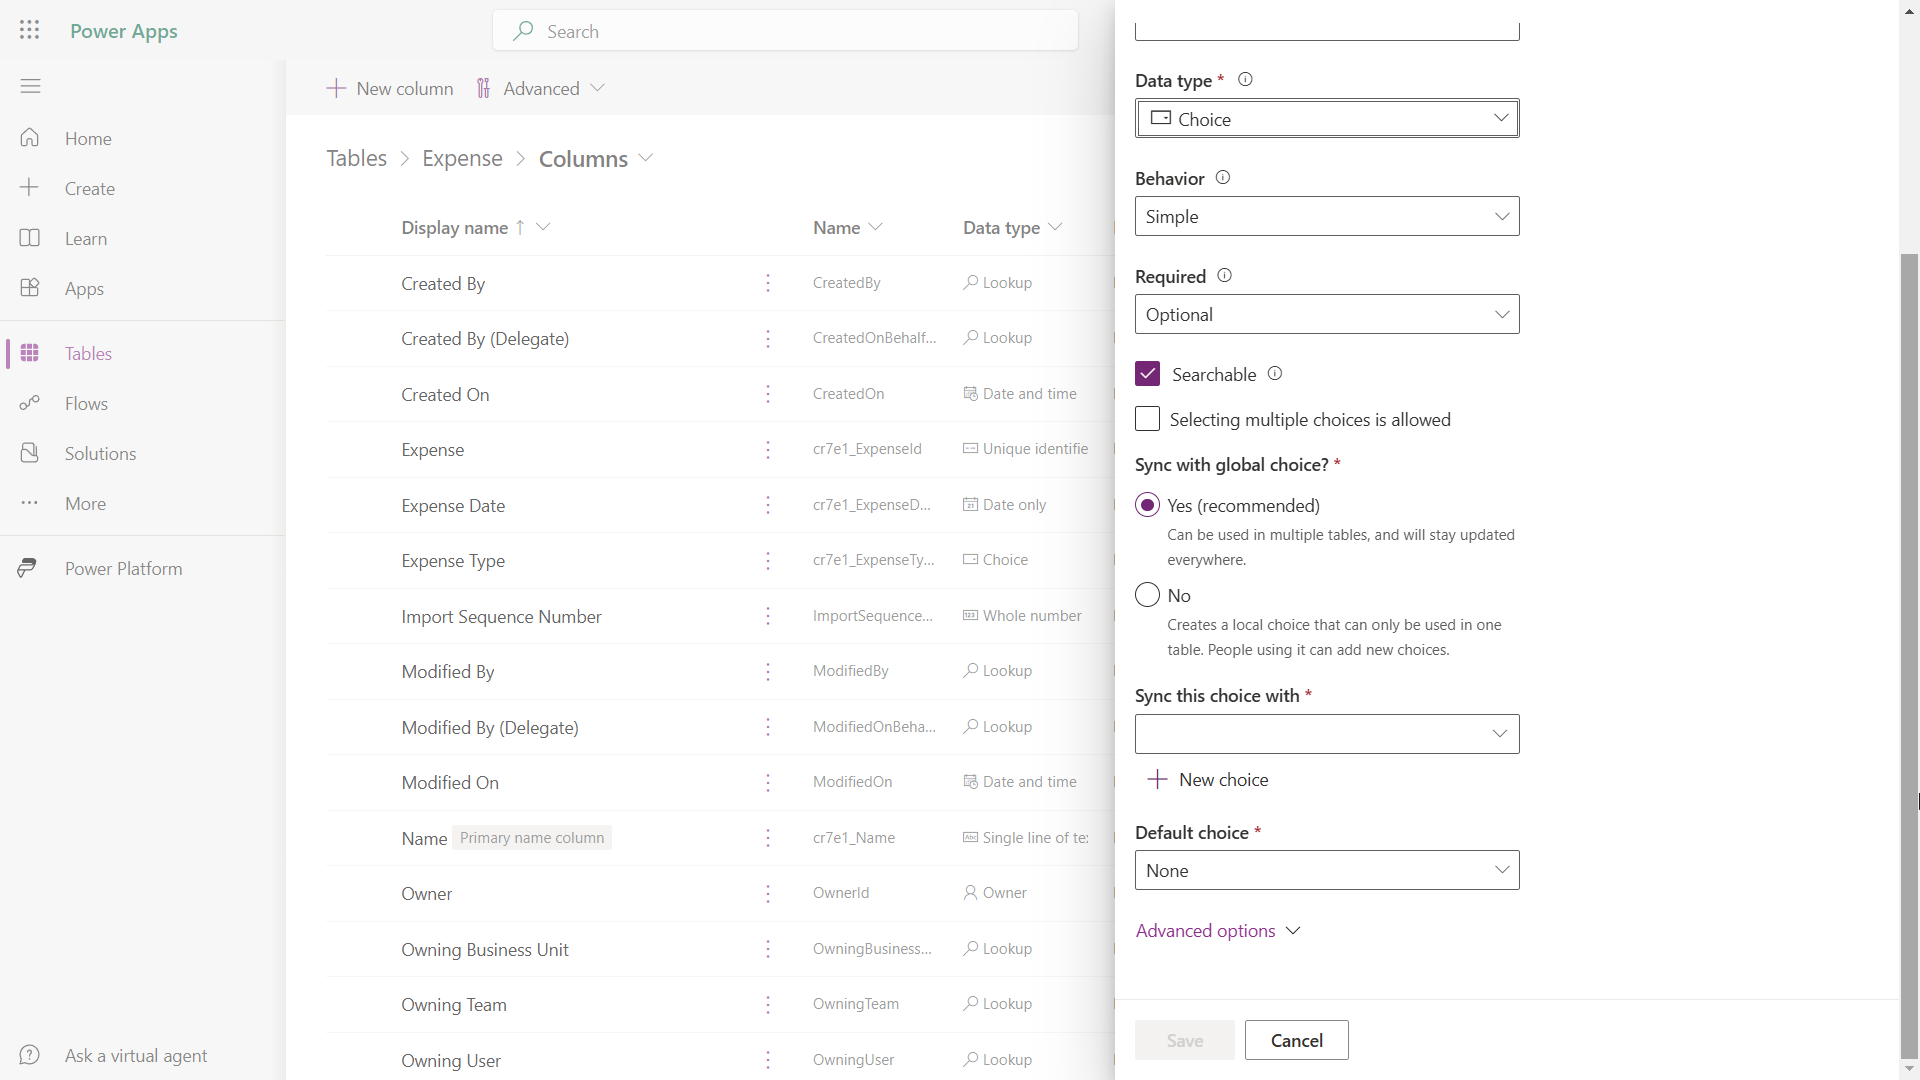 Power Apps
Search
New column
Advanced
Home
Create
Learn
Apps
Tables
Flows
Solutions
More
Power Platform
Ask a virtual agent
Tables > Expense > Columns
Display name ↑ Name Data type
Created By CreatedBy Lookup
Created By (Delegate) CreatedOnBehalf... Lookup
Created On CreatedOn Date and time
Expense cr7e1_ExpenseId Unique identifie
Expense Date cr7e1_ExpenseD... Date only
Expense Type cr7e1_ExpenseTy... Choice
Import Sequence Number ImportSequence... Whole number
Modified By ModifiedBy Lookup
Modified By (Delegate) ModifiedOnBeha... Lookup
Modified On ModifiedOn Date and time
Name Primary name column cr7e1_Name Single line of te
Owner OwnerId Owner
Owning Business Unit OwningBusiness... Lookup
Owning Team OwningTeam Lookup
Owning User OwningUser Lookup
Data type *
Choice
Behavior
Simple
Required
Optional
Searchable
Selecting multiple choices is allowed
Sync with global choice? *
Yes (recommended)
Can be used in multiple tables, and will stay updated
everywhere.
No
Creates a local choice that can only be used in one
table. People using it can add new choices.
Sync this choice with *
New choice
Default choice *
None
Advanced options
Save
Cancel